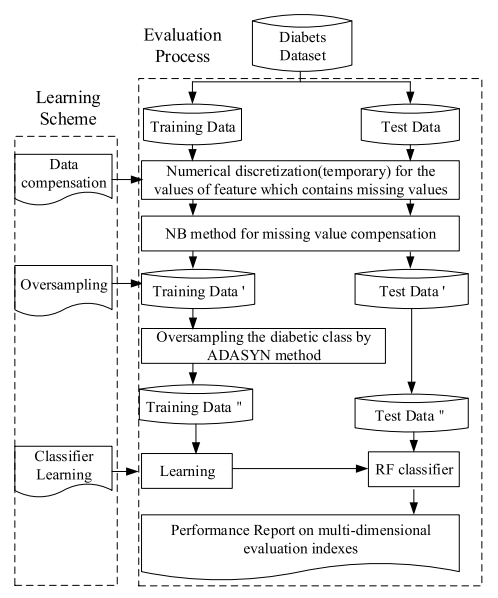 Evaluation
Process
Diabets
Dataset
Learning
Scheme
Training Data
Test Data
Data
compensation
Numerical discretization(temporary) for the
values of feature which contains missing values
NB method for missing value compensation
Oversampling
Training Data '
Test Data '
Oversampling the diabetic class by
ADASYN method
Training Data "
Test Data "
Classifier
Learning
Learning
RF classifier
Performance Report on multi-dimensional
evaluation indexes